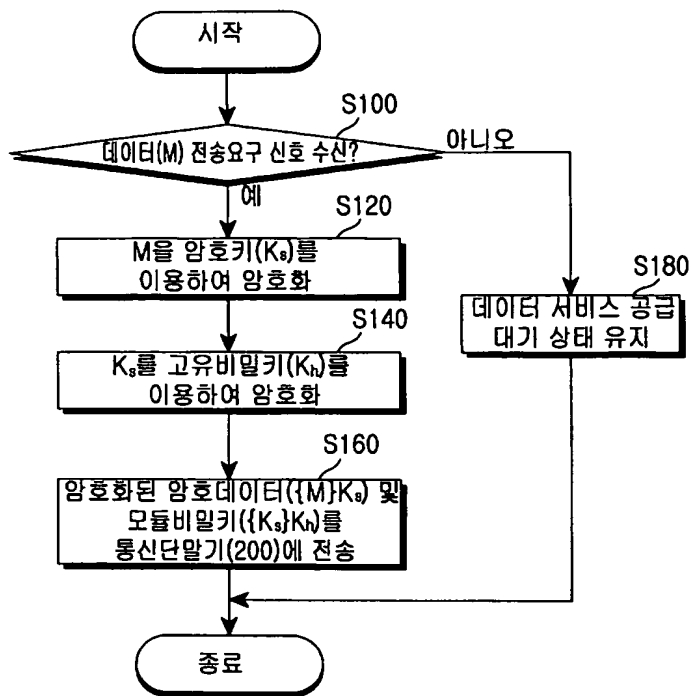 시작
S100
데이터(M) 전송요구 신호 수신?
아니오
예
S120
M을 암호키(Ks)를
이용하여 암호화
S180
데이터 서비스 공급
대기 상태 유지
S140
Ks를 고유비밀키(Kh)를
이용하여 암호화
S160
암호화된 암호데이터({M}Ks) 및
모듈비밀키({Ks}Kh)를
통신단말기(200)에 전송
종료